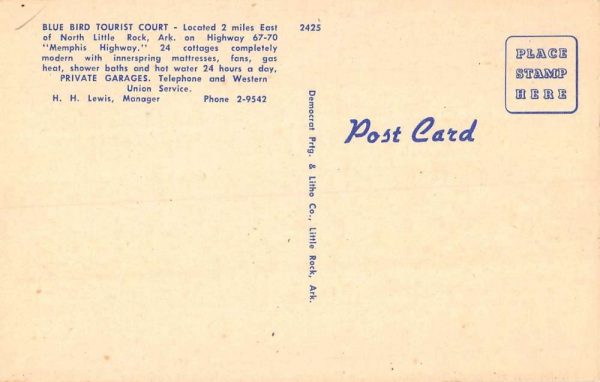 BLUE BIRD TOURIST COURT - Located 2 miles East
of North Little Rock, Ark. on Highway 67-70
"Memphis Highway." 24 cottages completely
modern with innerspring mattresses, fans, gas
heat, shower baths and hot water 24 hours a day,
PRIVATE GARAGES. Telephone and Western
Union Service.
H. H. Lewis, Manager Phone 2-9542
2425
Democrat Prtg. & Litho Co., Little Rock, Ark.
Post Card
PLACE
STAMP
HERE